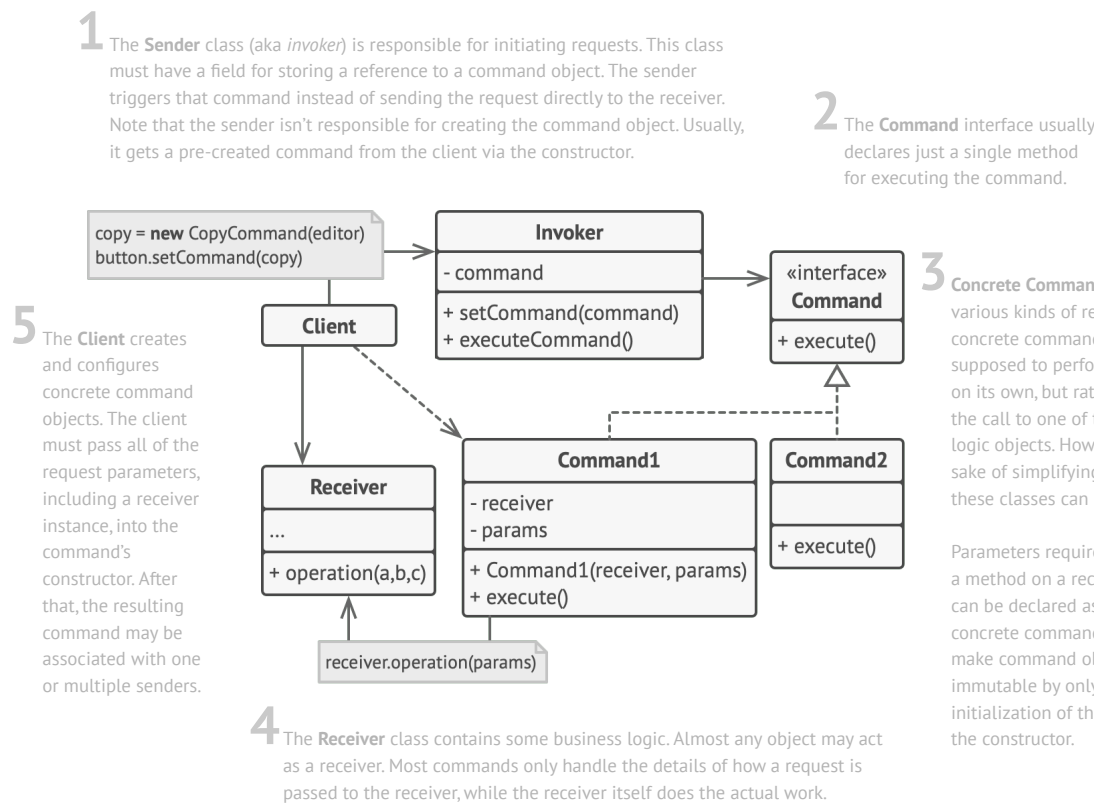 1
The Sender class (aka invoker) is responsible for initiating requests. This class
must have a field for storing a reference to a command object. The sender
triggers that command instead of sending the request directly to the receiver.
Note that the sender isn’t responsible for creating the command object. Usually,
it gets a pre-created command from the client via the constructor.
2
The Command interface usually
declares just a single method
for executing the command.
copy = new CopyCommand(editor)
button.setCommand(copy)
Invoker
- command
+ setCommand(command)
+ executeCommand()
«interface»
Command
+ execute()
3
Concrete
various kinds of
concrete
supposed to
on its own, but
the call to one of
logic objects.
sake of simplifying
these classes can
Parameters
a method on a
can be declared as
concrete
make command
immutable by only
initialization of
the constructor.
5
The Client creates
and configures
concrete command
objects. The client
must pass all of the
request parameters,
including a receiver
instance, into the
command’s
constructor. After
that, the resulting
command may be
associated with one
or multiple senders.
Client
Receiver
...
+ operation(a,b,c)
Command1
- receiver
- params
+ Command1(receiver, params)
+ execute()
Command2
+ execute()
receiver.operation(params)
4
The Receiver class contains some business logic. Almost any object may act
as a receiver. Most commands only handle the details of how a request is
passed to the receiver, while the receiver itself does the actual work.